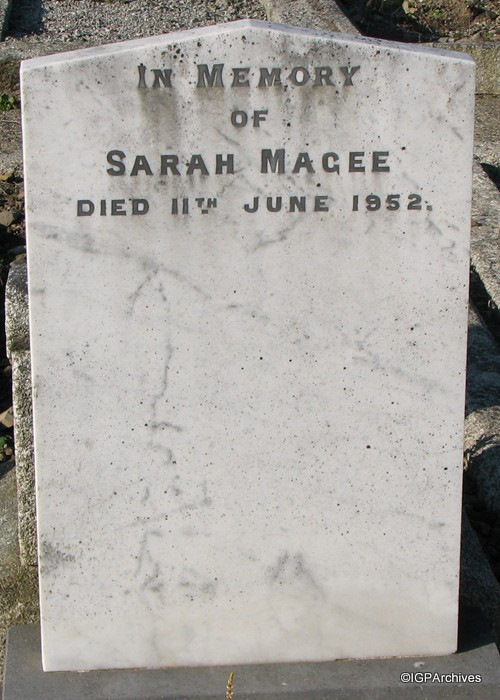 IN MEMORY
OF
SARAH MAGEE
DIED 11TH JUNE 1952.
©IGPArchives